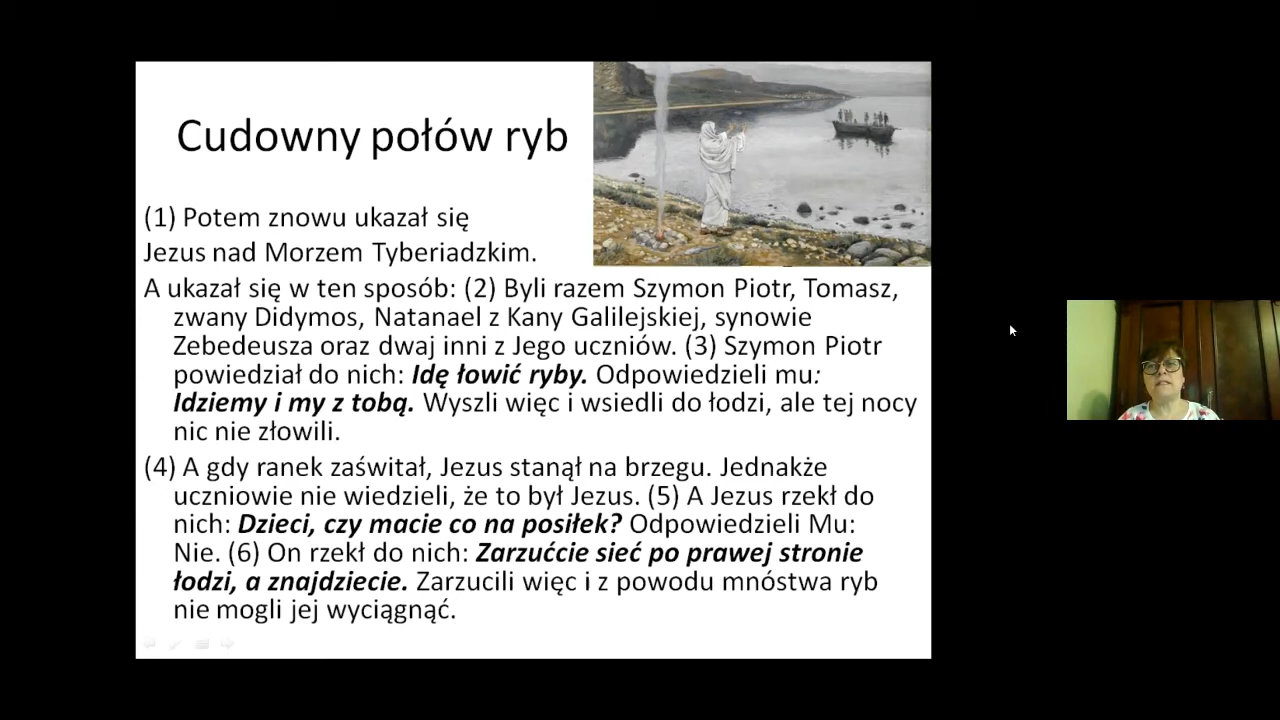 Cudowny połów ryb
(1) Potem znowu ukazał się
Jezus nad Morzem Tyberiadzkim.
A ukazał się w ten sposób: (2) Byli razem Szymon Piotr, Tomasz,
zwany Didymos, Natanael z Kany Galilejskiej, synowie
Zebedeusza oraz dwaj inni z Jego uczniów. (3) Szymon Piotr
powiedział do nich: Idę łowić ryby. Odpowiedzieli mu:
Idziemy i my z tobą. Wyszli więc i wsiedli do łodzi, ale tej nocy
nic nie złowili.
(4) A gdy ranek zaświtał, Jezus stanął na brzegu. Jednakże
uczniowie nie wiedzieli, że to był Jezus. (5) A Jezus rzekł do
nich: Dzieci, czy macie co na posiłek? Odpowiedzieli Mu:
Nie. (6) On rzekł do nich: Zarzućcie sieć po prawej stronie
łodzi, a znajdziecie. Zarzucili więc i z powodu mnóstwa ryb
nie mogli jej wyciągnąć.